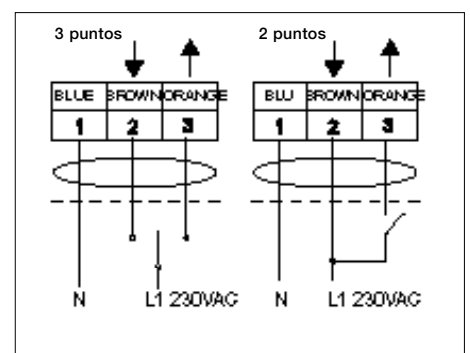 3 puntos 2 puntos
BLUE BROWN ORANGE BLU BROWN ORANGE
1 2 3 1 2 3
N L1 230VAC N L1 230VAC